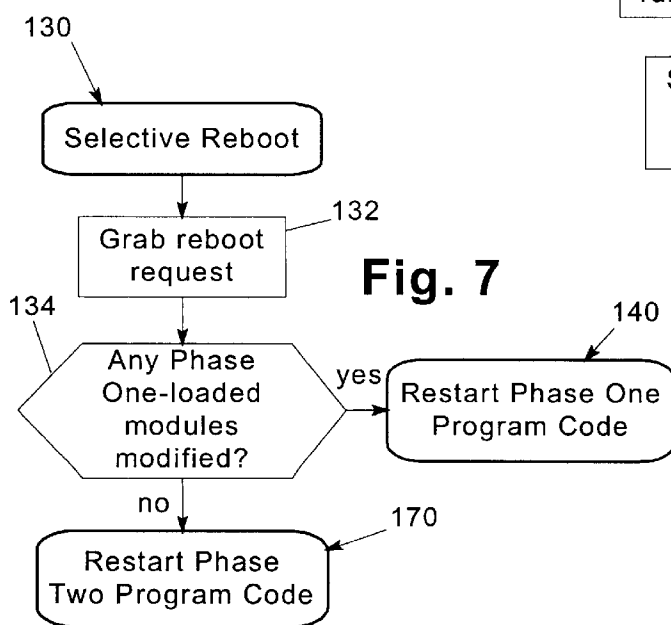 130
Selective Reboot
132
Grab reboot
request
Fig. 7
134
140
Any Phase
One-loaded
modules
modified?
yes
Restart Phase One
Program Code
no
170
Restart Phase
Two Program Code